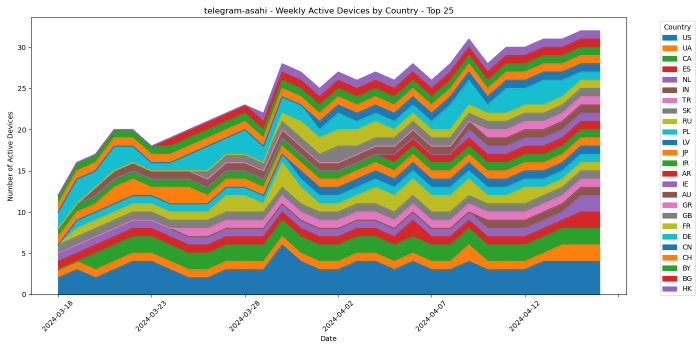 telegram-asahi - Weekly Active Devices by Country - Top 25
Number of Active Devices
30
25
20
15
10
5
0
2024-03-18
2024-03-23
2024-03-28
2024-04-02
2024-04-07
2024-04-12
Date
Country
US
UA
CA
ES
NL
IN
TR
SK
RU
PL
LV
JP
IR
AR
IE
AU
GR
GB
FR
DE
CN
CH
BY
BG
HK